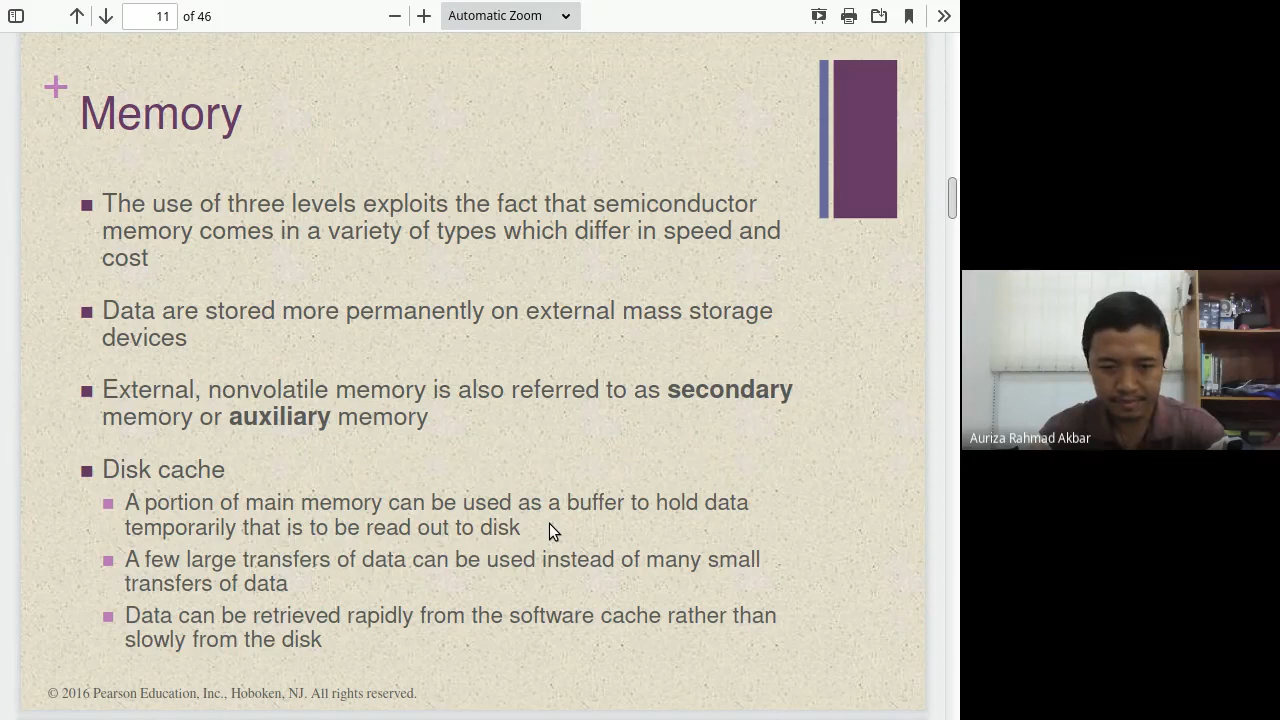 11 of 46
Automatic Zoom
+
Memory
The use of three levels exploits the fact that semiconductor
memory comes in a variety of types which differ in speed and
cost
Data are stored more permanently on external mass storage
devices
External, nonvolatile memory is also referred to as secondary
memory or auxiliary memory
Disk cache
A portion of main memory can be used as a buffer to hold data
temporarily that is to be read out to disk
A few large transfers of data can be used instead of many small
transfers of data
Data can be retrieved rapidly from the software cache rather than
slowly from the disk
© 2016 Pearson Education, Inc., Hoboken, NJ. All rights reserved.
Auriza Rahmad Akbar